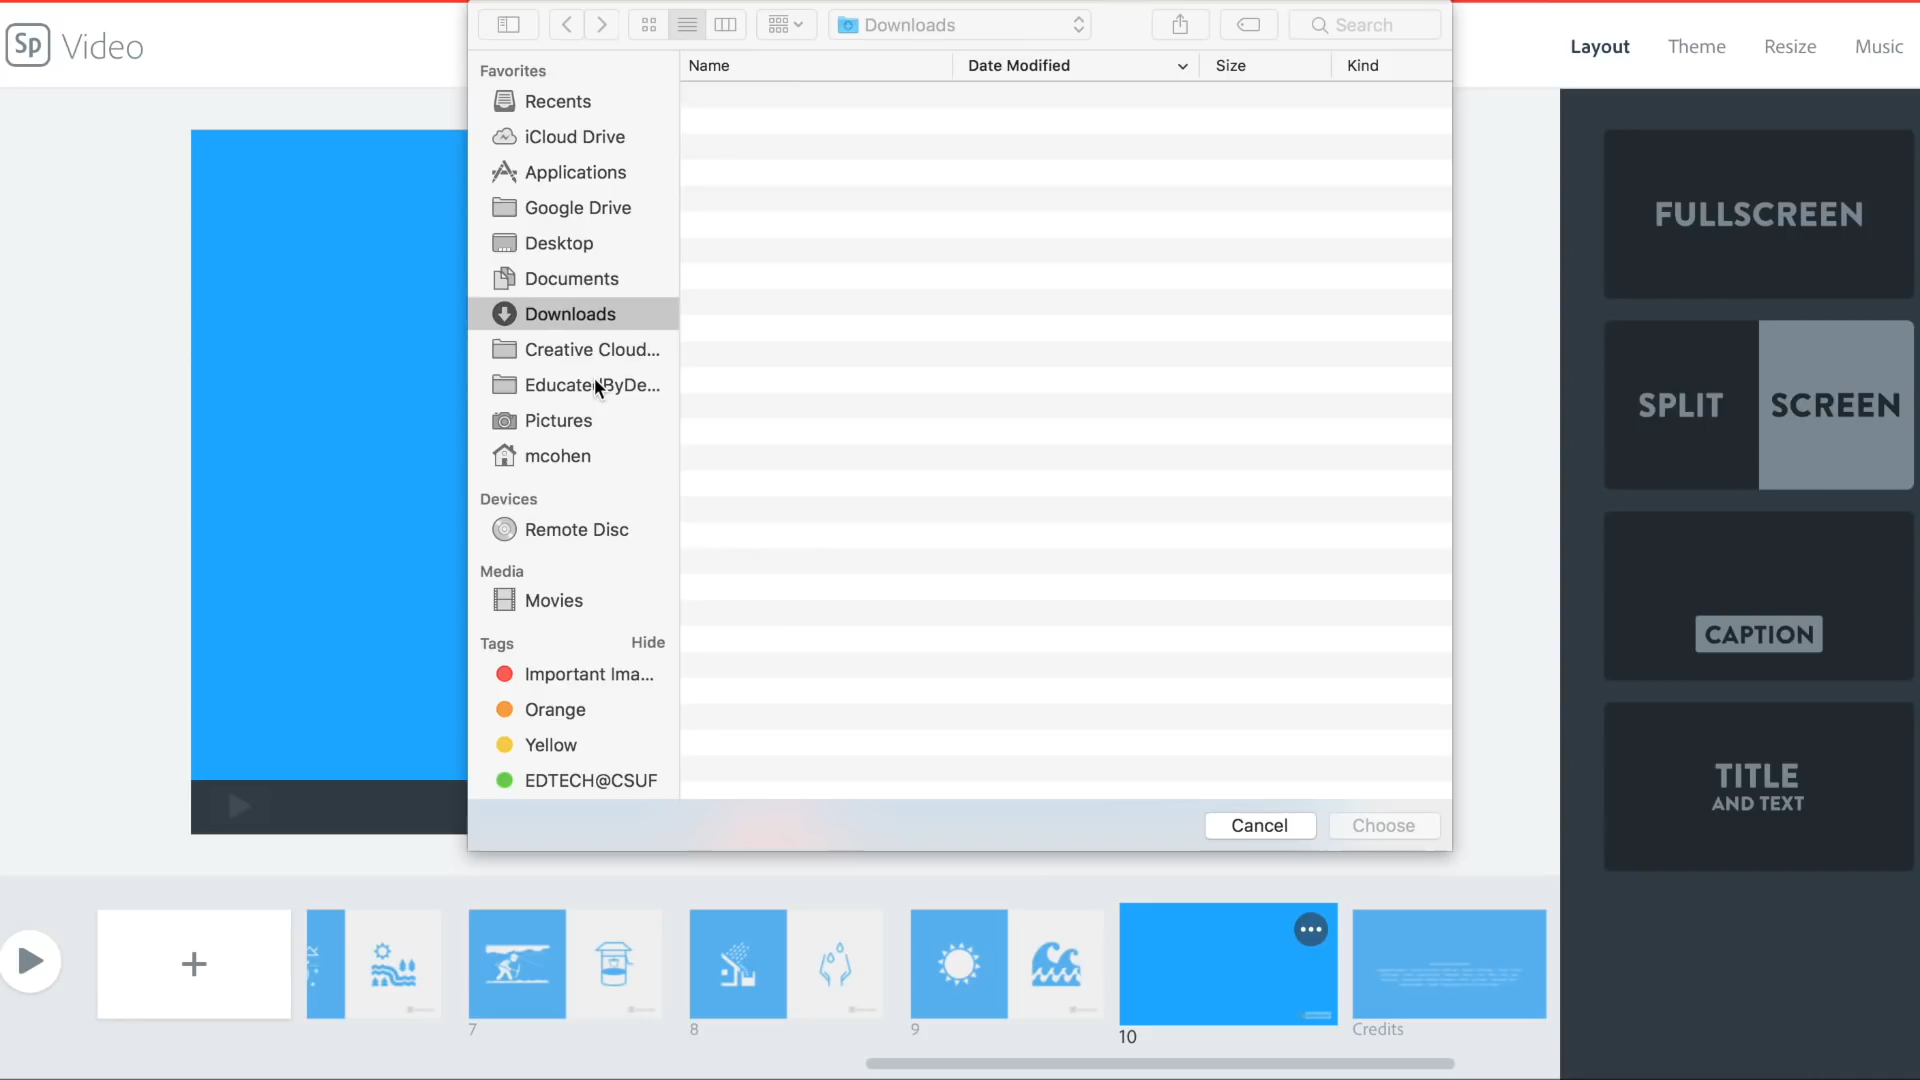 Sp Video
Downloads
Search
Layout Theme Resize Music
Favorites
Recents
iCloud Drive
Applications
Google Drive
Desktop
Documents
Downloads
Creative Cloud...
EducatedByDe...
Pictures
mcohen
Devices
Remote Disc
Media
Movies
Tags Hide
Important Ima...
Orange
Yellow
EDTECH@CSUF
Name Date Modified Size Kind
Cancel Choose
FULLSCREEN
SPLIT SCREEN
CAPTION
TITLE
AND TEXT
+
7
8
9
10
Credits